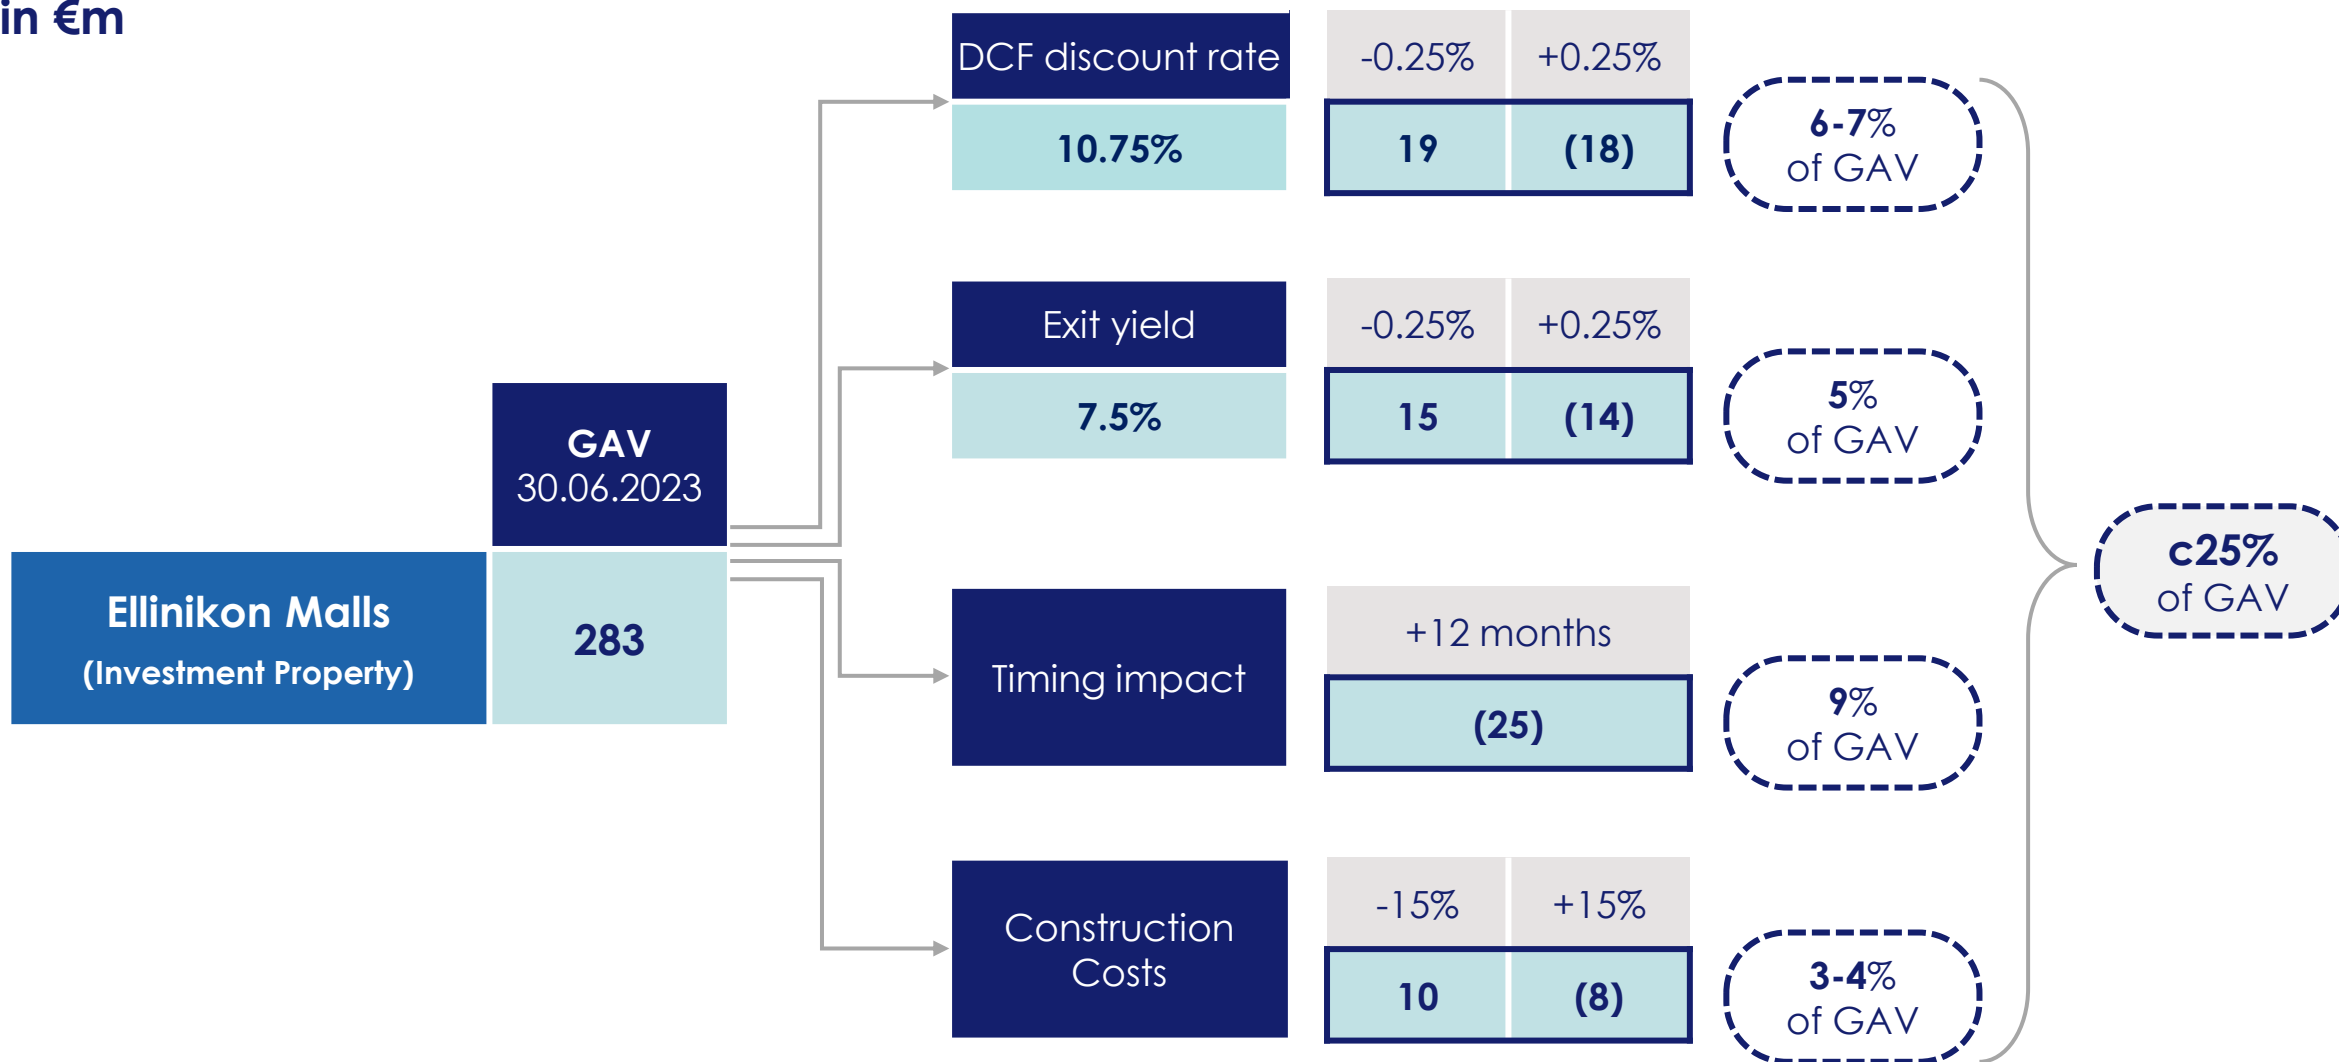 in €m
DCF discount rate
-0.25% +0.25%
10.75%
19 (18)
6-7%
of GAV
Exit yield
-0.25% +0.25%
7.5%
15 (14)
5%
of GAV
GAV
30.06.2023
Ellinikon Malls
(Investment Property)
283
Timing impact
+12 months
(25)
9%
of GAV
Construction
Costs
-15% +15%
10 (8)
3-4%
of GAV
c25%
of GAV